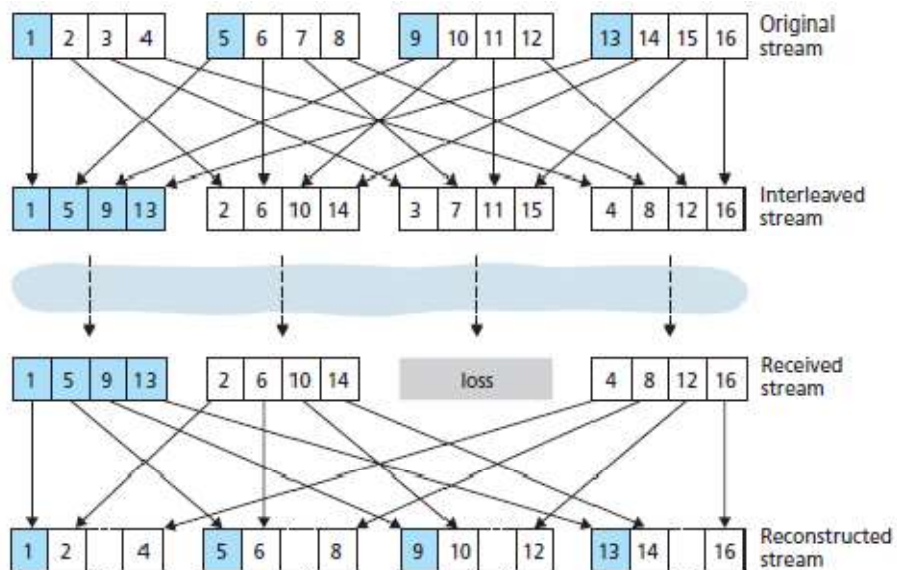 1 2 3 4 5 6 7 8 9 10 11 12 13 14 15 16 Original
stream
1 5 9 13 2 6 10 14 3 7 11 15 4 8 12 16 Interleaved
stream
1 5 9 13 2 6 10 14 loss 4 8 12 16 Received
stream
1 2 4 5 6 8 9 10 12 13 14 16 Reconstructed
stream